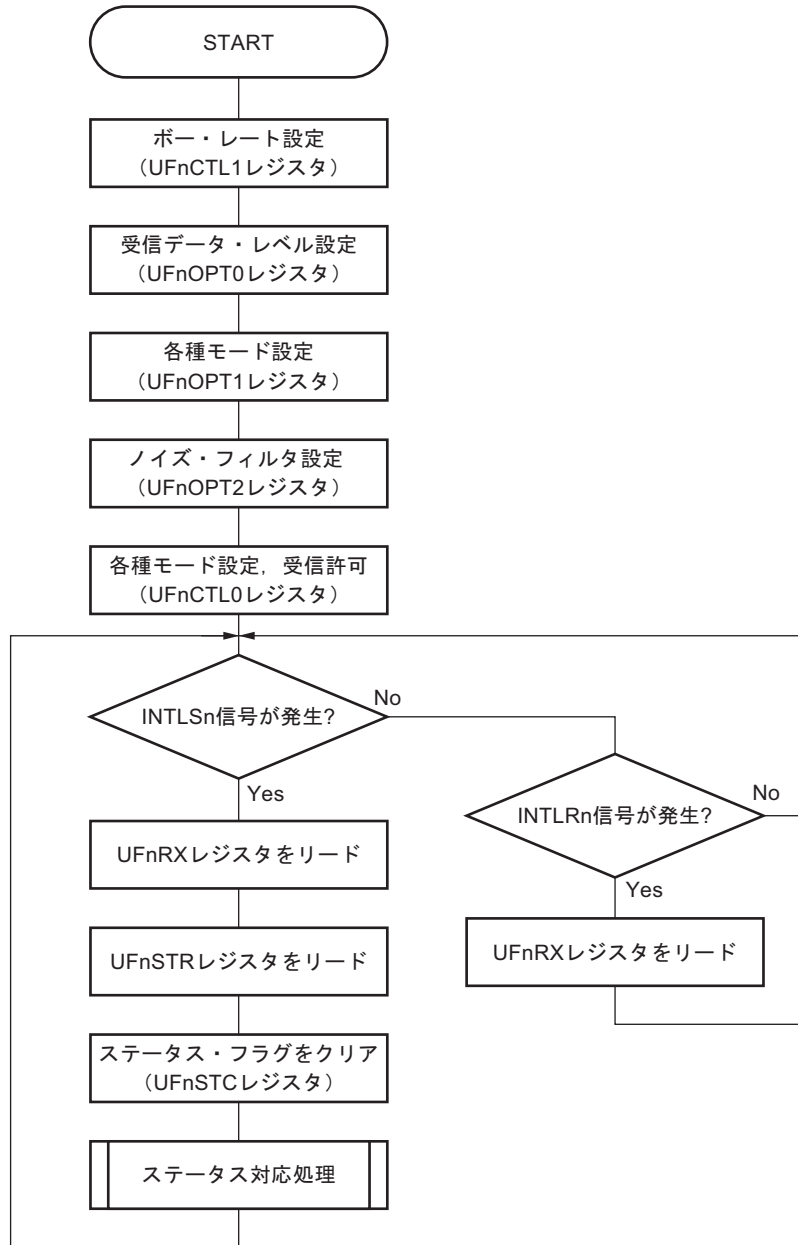 START
ボー・レート設定
（UFnCTL1レジスタ）
受信データ・レベル設定
（UFnOPT0レジスタ）
各種モード設定
（UFnOPT1レジスタ）
ノイズ・フィルタ設定
（UFnOPT2レジスタ）
各種モード設定，受信許可
（UFnCTL0レジスタ）
INTLSn信号が発生?
No
Yes
INTLRn信号が発生?
No
Yes
UFnRXレジスタをリード
UFnRXレジスタをリード
UFnSTRレジスタをリード
ステータス・フラグをクリア
（UFnSTCレジスタ）
ステータス対応処理